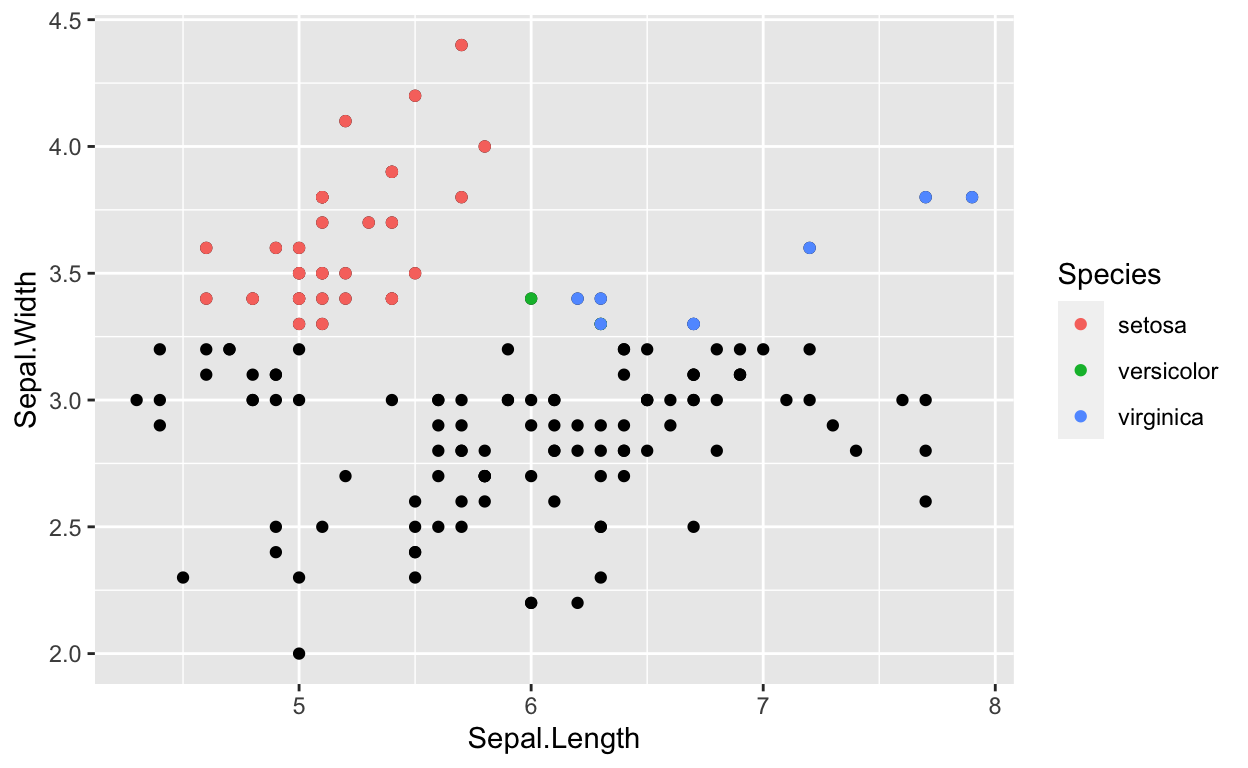 4.5
4.0
3.5
3.0
2.5
2.0
Sepal.Width
5 6 7 8
Sepal.Length
Species
setosa
versicolor
virginica